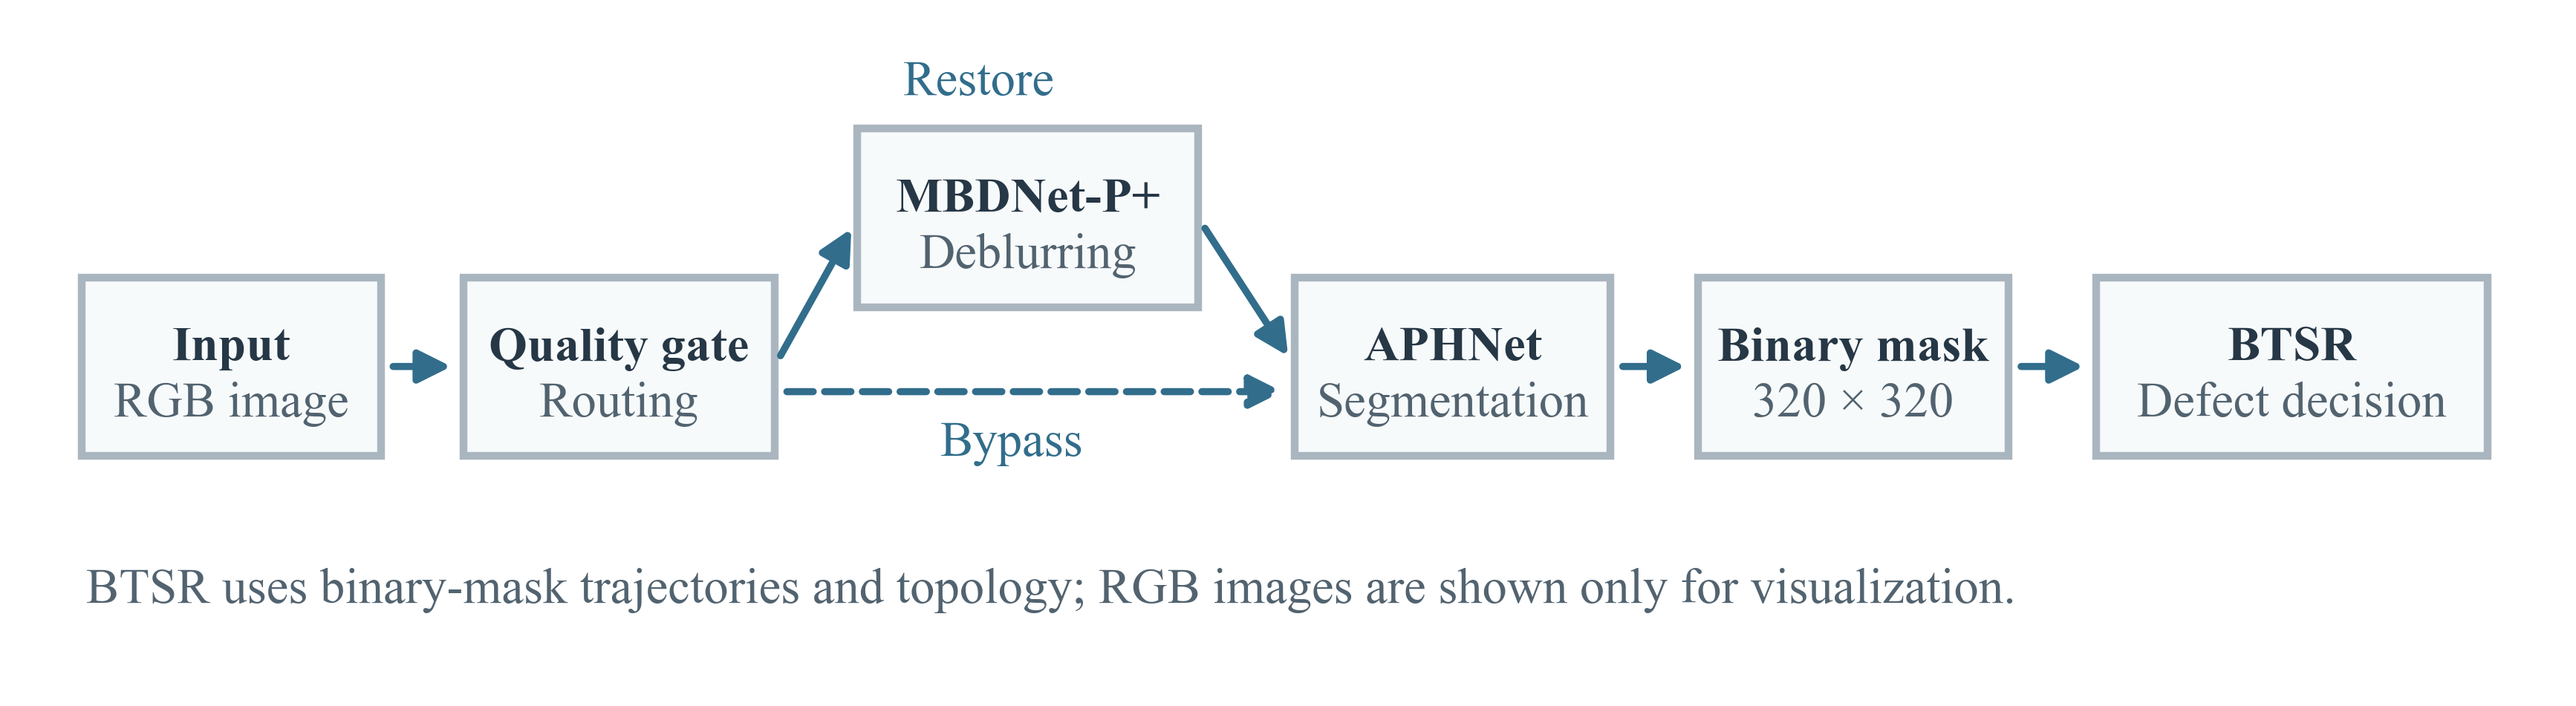 Restore
MBDNet-P+
Deblurring
Input
RGB image
Quality gate
Routing
Bypass
APHNet
Segmentation
Binary mask
320 × 320
BTSR
Defect decision
BTSR uses binary-mask trajectories and topology; RGB images are shown only for visualization.